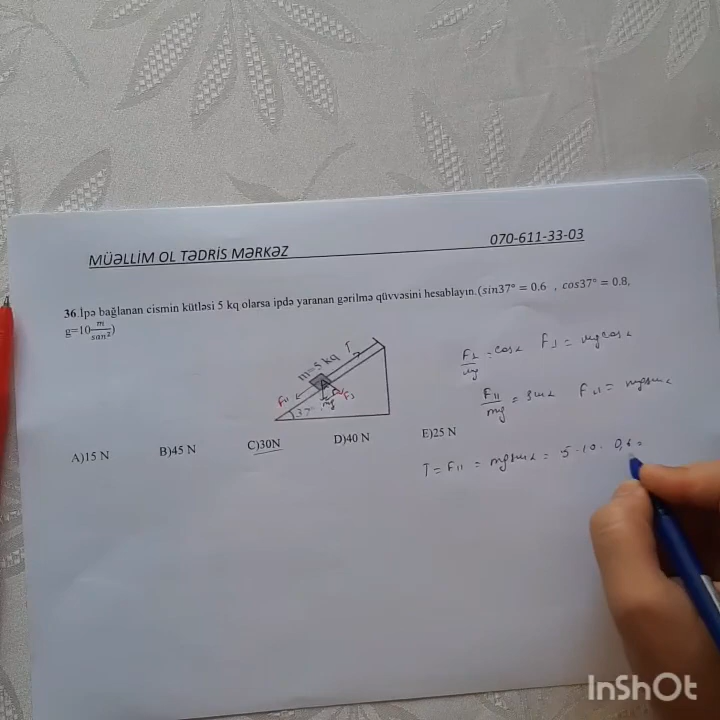 MÜƏLLİM OL TƏDRİS MƏRKƏZ 070-611-33-03
36.İpə bağlanan cismin kütləsi 5 kq olarsa ipdə yaranan gərilmə qüvvəsini hesablayın.(sin37° = 0.6 , cos37° = 0.8,
g=10 m/san²)
m=5 kq T
F॥ mg F⊥
37°
F⊥/mg = cosα F⊥ = mgcosα
F॥/mg = sinα F॥ = mgsinα
A)15 N B)45 N C)30N D)40 N E)25 N
T = F॥ = mgsinα = 5·10·0,6=
InShOt